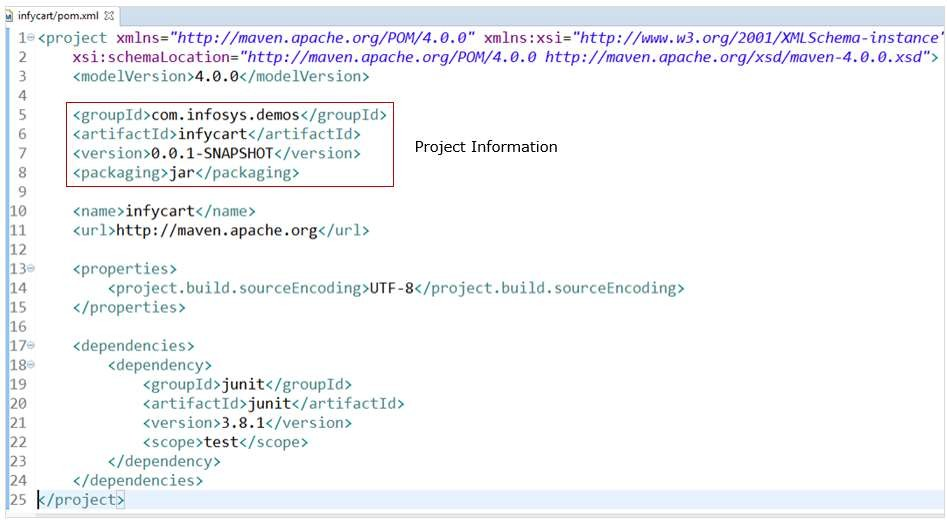 infycart/pom.xml
1 <project xmlns="http://maven.apache.org/POM/4.0.0" xmlns:xsi="http://www.w3.org/2001/XMLSchema-instance"
2 xsi:schemaLocation="http://maven.apache.org/POM/4.0.0 http://maven.apache.org/xsd/maven-4.0.0.xsd">
3 <modelVersion>4.0.0</modelVersion>
4
5 <groupId>com.infosys.demos</groupId>
6 <artifactId>infycart</artifactId>
7 <version>0.0.1-SNAPSHOT</version>
8 <packaging>jar</packaging>
Project Information
9
10 <name>infycart</name>
11 <url>http://maven.apache.org</url>
12
13 <properties>
14 <project.build.sourceEncoding>UTF-8</project.build.sourceEncoding>
15 </properties>
16
17 <dependencies>
18 <dependency>
19 <groupId>junit</groupId>
20 <artifactId>junit</artifactId>
21 <version>3.8.1</version>
22 <scope>test</scope>
23 </dependency>
24 </dependencies>
25 </project>